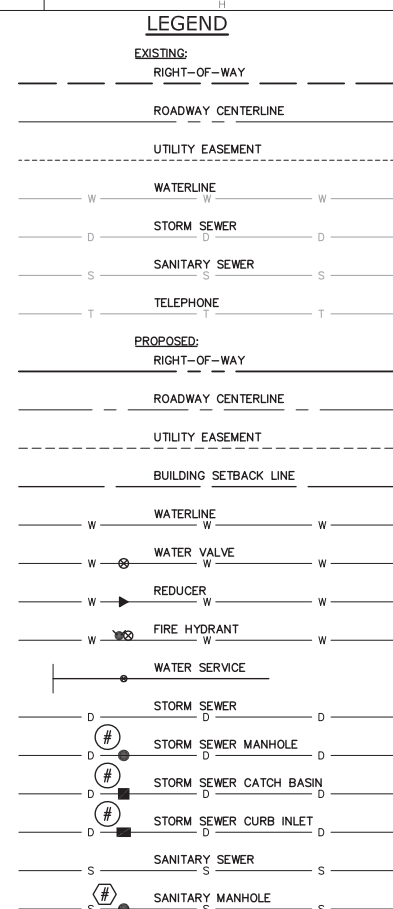 H
LEGEND
EXISTING:
RIGHT-OF-WAY
ROADWAY CENTERLINE
UTILITY EASEMENT
WATERLINE
W W W
STORM SEWER
D D D
SANITARY SEWER
S S S
TELEPHONE
T T T
PROPOSED:
RIGHT-OF-WAY
ROADWAY CENTERLINE
UTILITY EASEMENT
BUILDING SETBACK LINE
WATERLINE
W W W
WATER VALVE
W W W
REDUCER
W W W
FIRE HYDRANT
W W W
WATER SERVICE
STORM SEWER
D D D
#
STORM SEWER MANHOLE
D D D
#
STORM SEWER CATCH BASIN
D D D
#
STORM SEWER CURB INLET
D D D
SANITARY SEWER
S S S
#
SANITARY MANHOLE
S S S